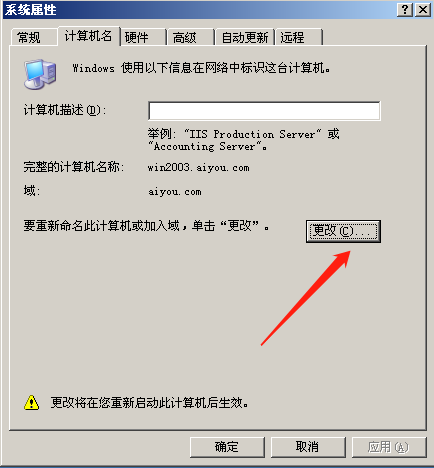 系统属性
常规 计算机名 硬件 高级 自动更新 远程
Windows 使用以下信息在网络中标识这台计算机。
计算机描述(D):
举例: "IIS Production Server" 或
"Accounting Server"。
完整的计算机名称: win2003.aiyou.com
域: aiyou.com
要重新命名此计算机或加入域，单击“更改”。 更改(C)...
更改将在您重新启动此计算机后生效。
确定 取消 应用(A)